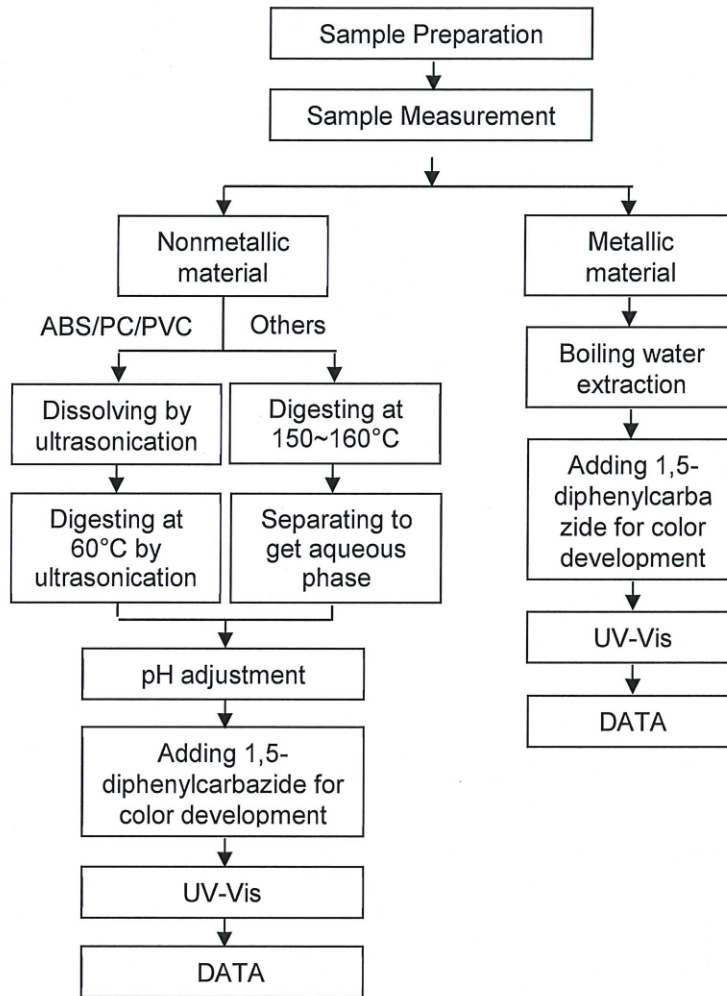 Sample Preparation
Sample Measurement
Nonmetallic
material
Metallic
material
ABS/PC/PVC
Others
Boiling water
extraction
Dissolving by
ultrasonication
Digesting at
150~160°C
Adding 1,5-
diphenylcarba
zide for color
development
Digesting at
60°C by
ultrasonication
Separating to
get aqueous
phase
UV-Vis
pH adjustment
DATA
Adding 1,5-
diphenylcarbazide for
color development
UV-Vis
DATA